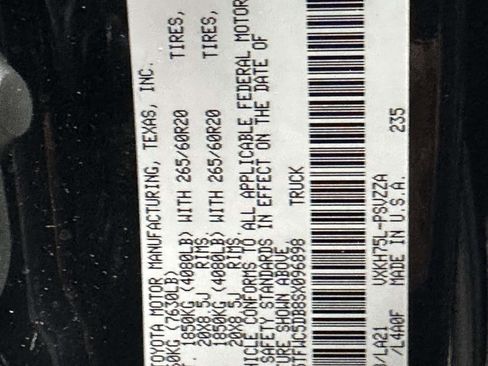 TOYOTA MOTOR MANUFACTURING, TEXAS, INC.
(7630LB)
1850KG (4080LB) WITH 265/60R20 TIRES,
20X8.5J RIMS,
1850KG (4080LB) WITH 265/60R20 TIRES,
20X8.5J RIMS,
CONFORMS TO ALL APPLICABLE FEDERAL MOTOR
SAFETY STANDARDS IN EFFECT ON THE DATE OF
SHOWN ABOVE.
TRUCK
/LA21 VXKH75L-PSVZZA
/L4A0F MADE IN U.S.A. 235